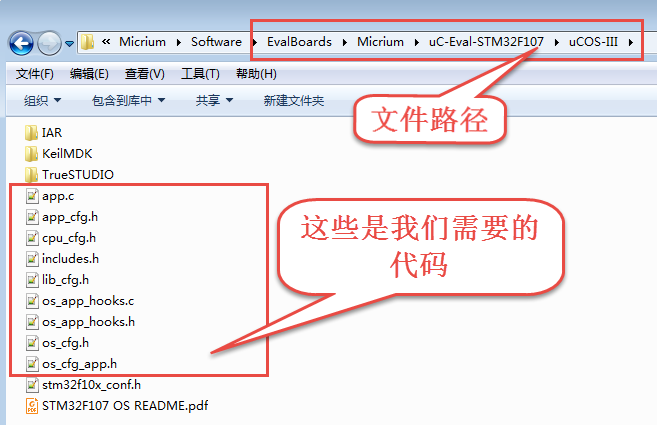 « Micrium ▸ Software ▸ EvalBoards ▸ Micrium ▸ uC-Eval-STM32F107 ▸ uCOS-III ▸
文件(F) 编辑(E) 查看(V) 工具(T) 帮助(H)
组织 包含到库中 共享 新建文件夹
文件路径
IAR
KeilMDK
TrueSTUDIO
app.c
app_cfg.h
cpu_cfg.h
includes.h
lib_cfg.h
os_app_hooks.c
os_app_hooks.h
os_cfg.h
os_cfg_app.h
stm32f10x_conf.h
STM32F107 OS README.pdf
这些是我们需要的
代码